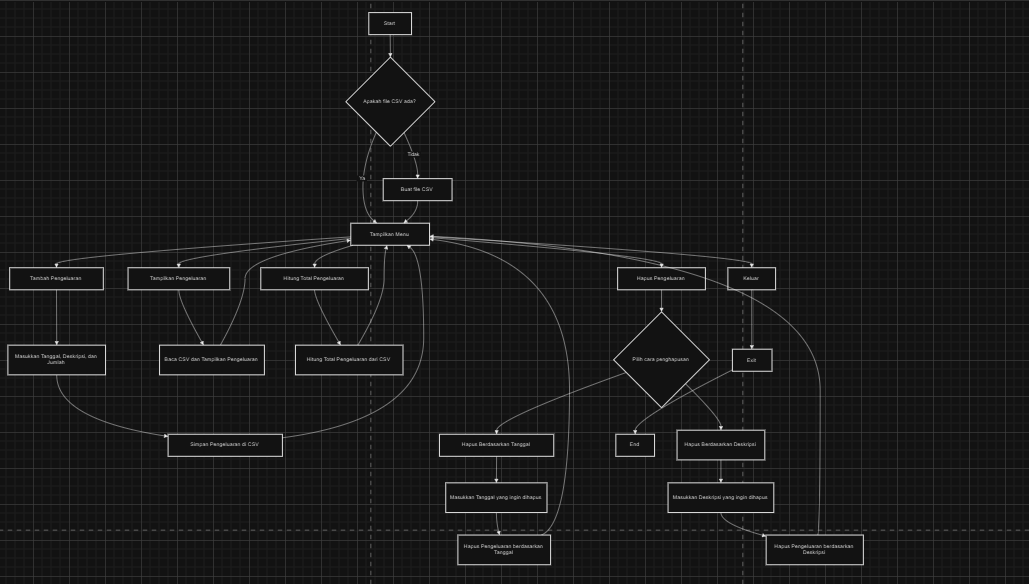 Start
Apakah file CSV ada?
Tidak
Ya
Buat file CSV
Tampilkan Menu
Tambah Pengeluaran
Tampilkan Pengeluaran
Hitung Total Pengeluaran
Hapus Pengeluaran
Keluar
Masukkan Tanggal, Deskripsi, dan
Jumlah
Baca CSV dan Tampilkan Pengeluaran
Hitung Total Pengeluaran dari CSV
Pilih cara penghapusan
Exit
Simpan Pengeluaran di CSV
Hapus Berdasarkan Tanggal
End
Hapus Berdasarkan Deskripsi
Masukkan Tanggal yang ingin dihapus
Masukkan Deskripsi yang ingin dihapus
Hapus Pengeluaran berdasarkan
Tanggal
Hapus Pengeluaran berdasarkan
Deskripsi